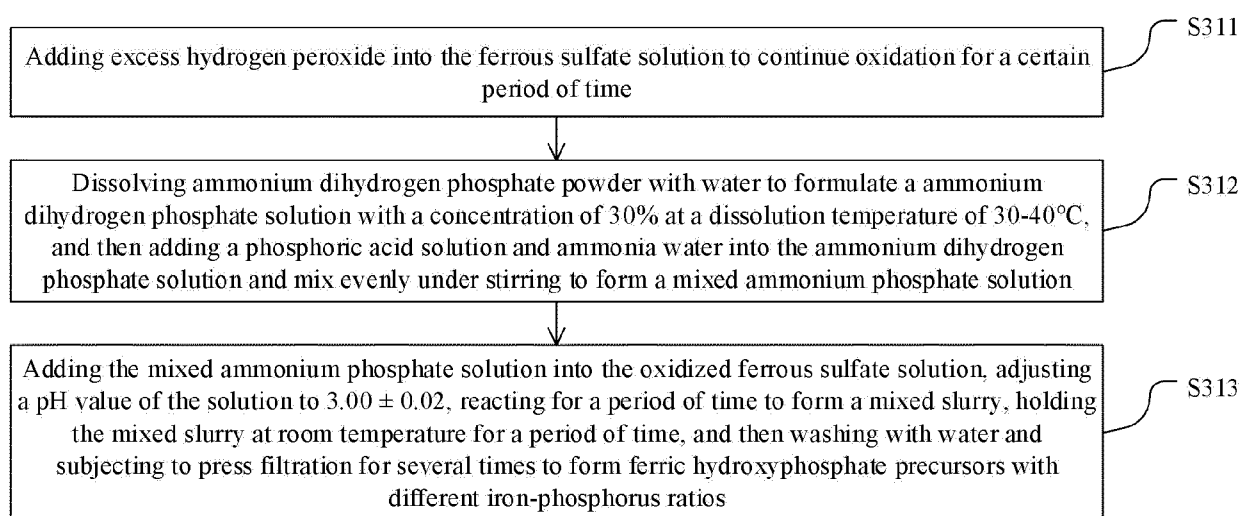 S311
Adding excess hydrogen peroxide into the ferrous sulfate solution to continue oxidation for a certain
period of time
S312
Dissolving ammonium dihydrogen phosphate powder with water to formulate a ammonium
dihydrogen phosphate solution with a concentration of 30% at a dissolution temperature of 30-40°C,
and then adding a phosphoric acid solution and ammonia water into the ammonium dihydrogen
phosphate solution and mix evenly under stirring to form a mixed ammonium phosphate solution
S313
Adding the mixed ammonium phosphate solution into the oxidized ferrous sulfate solution, adjusting
a pH value of the solution to 3.00 ± 0.02, reacting for a period of time to form a mixed slurry, holding
the mixed slurry at room temperature for a period of time, and then washing with water and
subjecting to press filtration for several times to form ferric hydroxyphosphate precursors with
different iron-phosphorus ratios